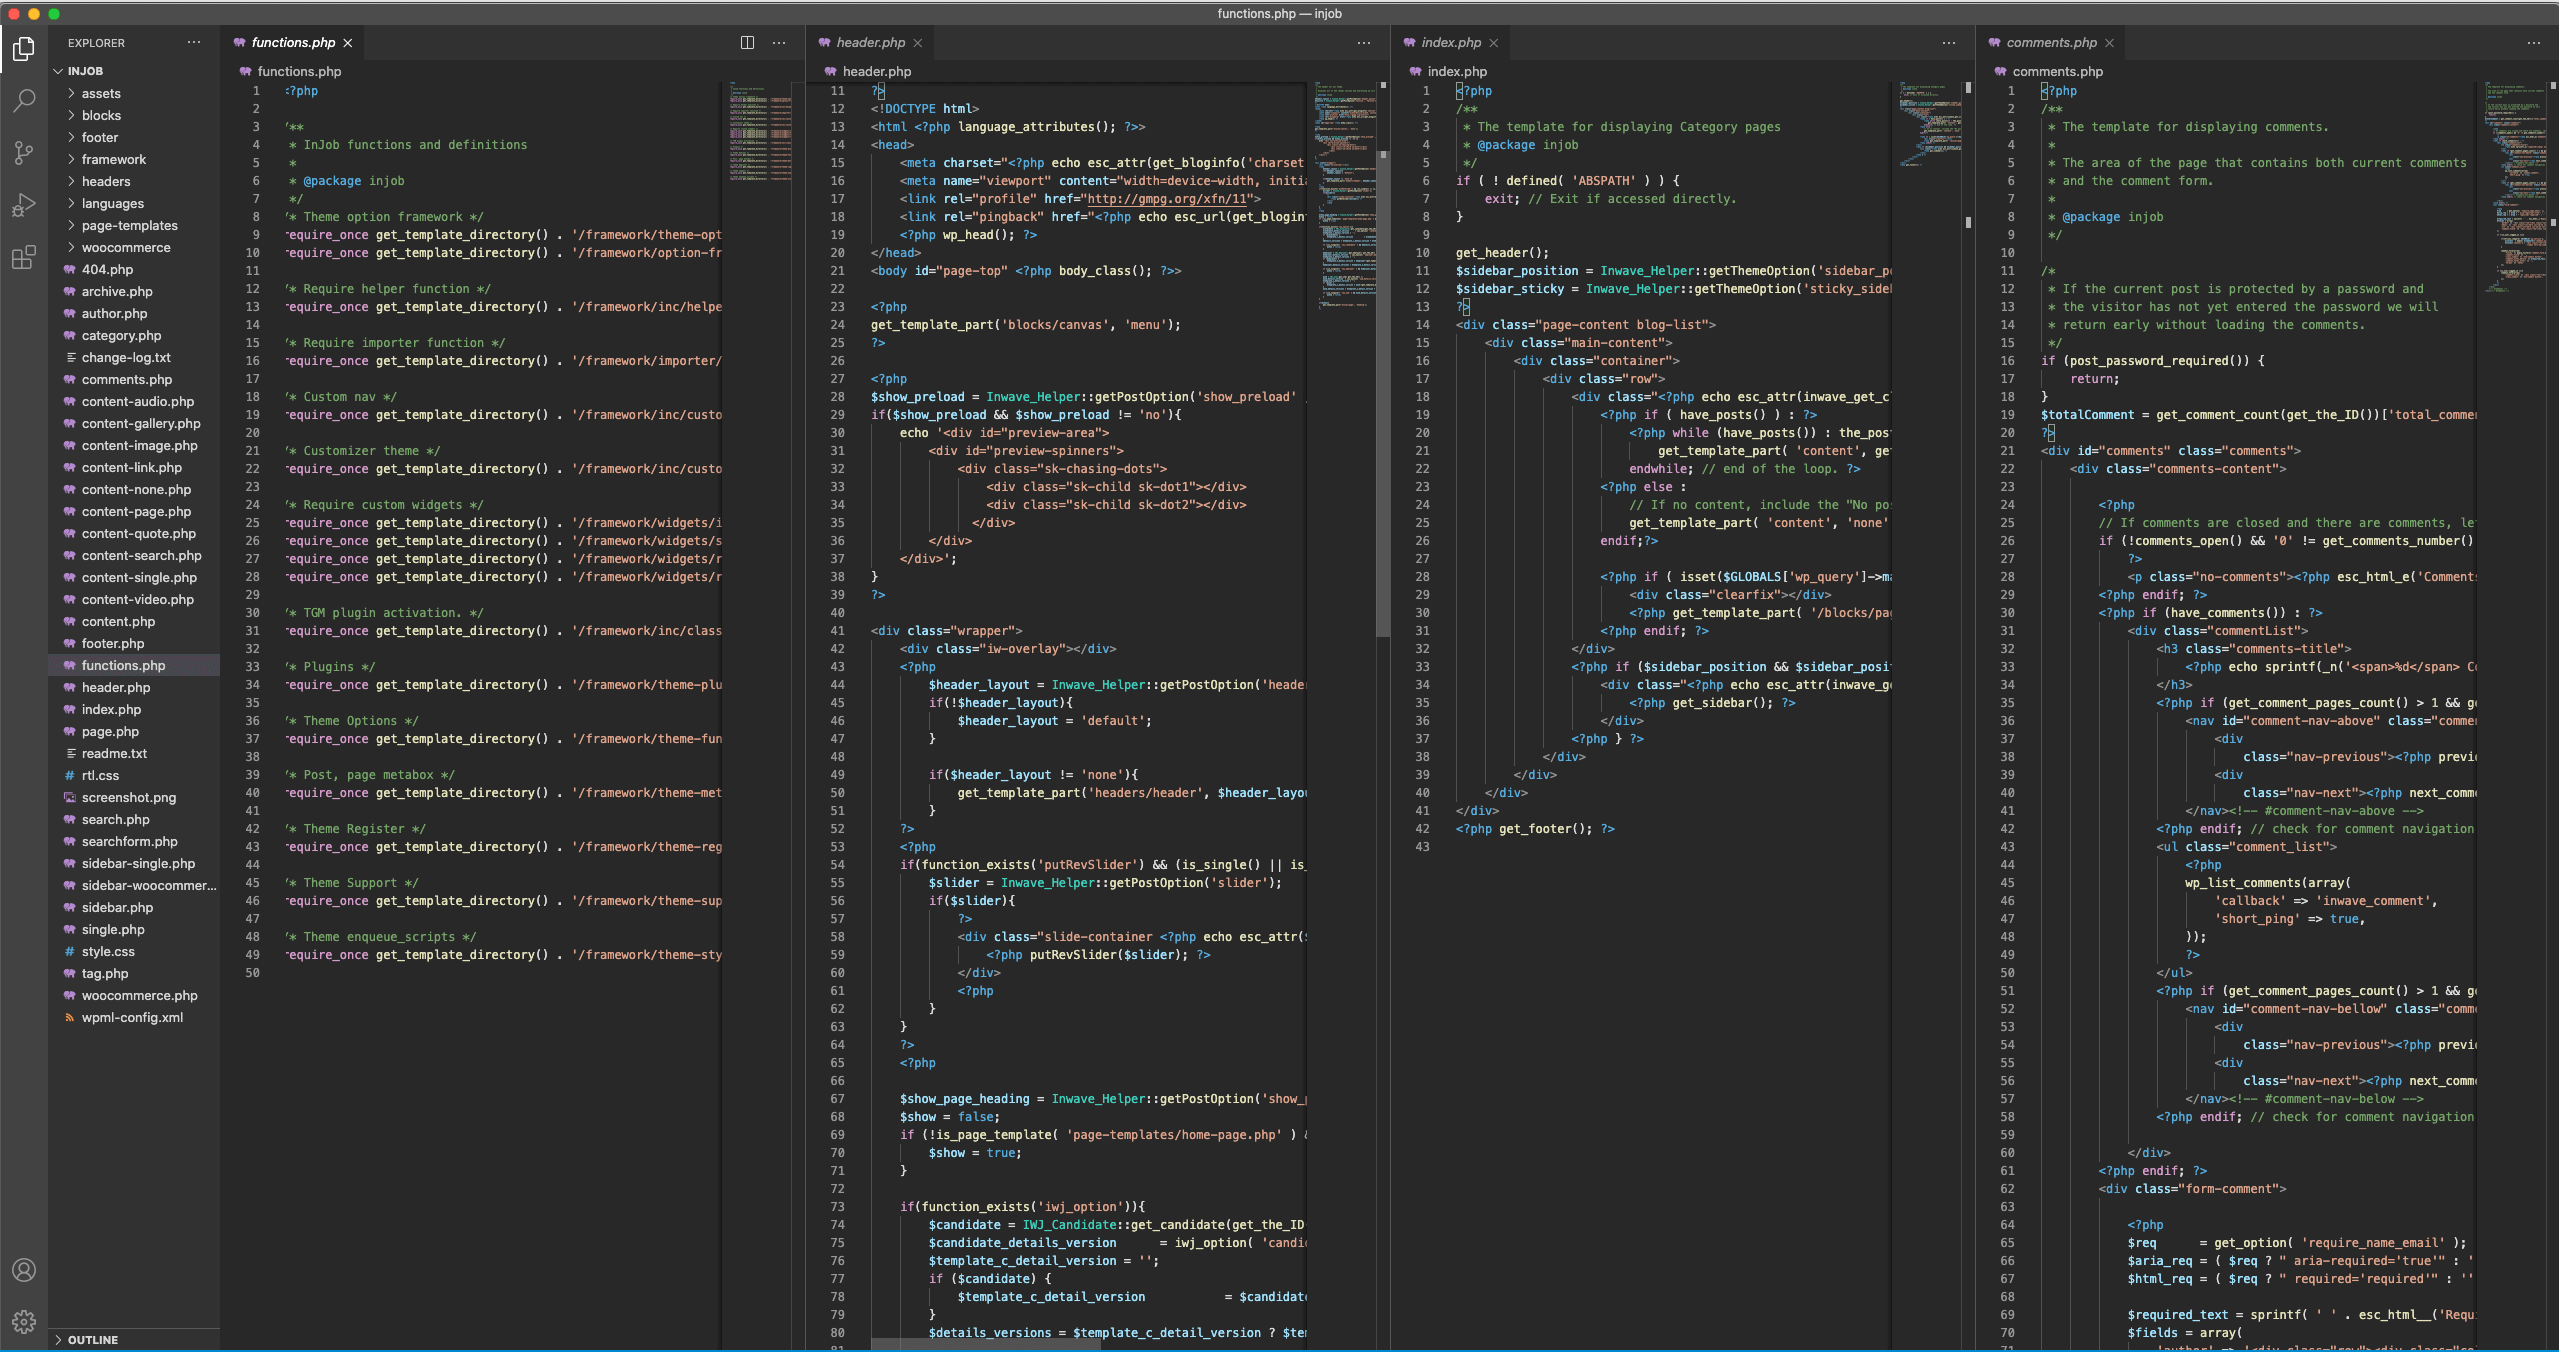 functions.php — injob
EXPLORER
INJOB
assets
blocks
footer
framework
headers
languages
page-templates
woocommerce
404.php
archive.php
author.php
category.php
change-log.txt
comments.php
content-audio.php
content-gallery.php
content-image.php
content-link.php
content-none.php
content-page.php
content-quote.php
content-search.php
content-single.php
content-video.php
content.php
footer.php
functions.php
header.php
index.php
page.php
readme.txt
rtl.css
screenshot.png
search.php
searchform.php
sidebar-single.php
sidebar-woocommer...
sidebar.php
single.php
style.css
tag.php
woocommerce.php
wpml-config.xml
OUTLINE
functions.php
functions.php
1 <?php
2
3 /**
4 * InJob functions and definitions
5 *
6 * @package injob
7 */
8 /* Theme option framework */
9 require_once get_template_directory() . '/framework/theme-opt
10 require_once get_template_directory() . '/framework/option-fr
11
12 /* Require helper function */
13 require_once get_template_directory() . '/framework/inc/helpe
14
15 /* Require importer function */
16 require_once get_template_directory() . '/framework/importer/
17
18 /* Custom nav */
19 require_once get_template_directory() . '/framework/inc/custo
20
21 /* Customizer theme */
22 require_once get_template_directory() . '/framework/inc/custo
23
24 /* Require custom widgets */
25 require_once get_template_directory() . '/framework/widgets/i
26 require_once get_template_directory() . '/framework/widgets/s
27 require_once get_template_directory() . '/framework/widgets/r
28 require_once get_template_directory() . '/framework/widgets/r
29
30 /* TGM plugin activation. */
31 require_once get_template_directory() . '/framework/inc/class
32
33 /* Plugins */
34 require_once get_template_directory() . '/framework/theme-plu
35
36 /* Theme Options */
37 require_once get_template_directory() . '/framework/theme-fun
38
39 /* Post, page metabox */
40 require_once get_template_directory() . '/framework/theme-met
41
42 /* Theme Register */
43 require_once get_template_directory() . '/framework/theme-reg
44
45 /* Theme Support */
46 require_once get_template_directory() . '/framework/theme-sup
47
48 /* Theme enqueue_scripts */
49 require_once get_template_directory() . '/framework/theme-sty
50
header.php
header.php
11 ?>
12 <!DOCTYPE html>
13 <html <?php language_attributes(); ?>>
14 <head>
15 <meta charset="<?php echo esc_attr(get_bloginfo('charset
16 <meta name="viewport" content="width=device-width, initia
17 <link rel="profile" href="http://gmpg.org/xfn/11">
18 <link rel="pingback" href="<?php echo esc_url(get_blogin
19 <?php wp_head(); ?>
20 </head>
21 <body id="page-top" <?php body_class(); ?>>
22
23 <?php
24 get_template_part('blocks/canvas', 'menu');
25 ?>
26
27 <?php
28 $show_preload = Inwave_Helper::getPostOption('show_preload' ,
29 if($show_preload && $show_preload != 'no'){
30 echo '<div id="preview-area">
31 <div id="preview-spinners">
32 <div class="sk-chasing-dots">
33 <div class="sk-child sk-dot1"></div>
34 <div class="sk-child sk-dot2"></div>
35 </div>
36 </div>
37 </div>';
38 }
39 ?>
40
41 <div class="wrapper">
42 <div class="iw-overlay"></div>
43 <?php
44 $header_layout = Inwave_Helper::getPostOption('heade
45 if(!$header_layout){
46 $header_layout = 'default';
47 }
48
49 if($header_layout != 'none'){
50 get_template_part('headers/header', $header_layou
51 }
52 ?>
53 <?php
54 if(function_exists('putRevSlider') && (is_single() || is_
55 $slider = Inwave_Helper::getPostOption('slider');
56 if($slider){
57 ?>
58 <div class="slide-container <?php echo esc_attr($
59 <?php putRevSlider($slider); ?>
60 </div>
61 <?php
62 }
63 }
64 ?>
65 <?php
66
67 $show_page_heading = Inwave_Helper::getPostOption('show_p
68 $show = false;
69 if (!is_page_template( 'page-templates/home-page.php' ) &
70 $show = true;
71 }
72
73 if(function_exists('iwj_option')){
74 $candidate = IWJ_Candidate::get_candidate(get_the_ID
75 $candidate_details_version = iwj_option( 'candi
76 $template_c_detail_version = '';
77 if ($candidate) {
78 $template_c_detail_version = $candidate
79 }
80 $details_versions = $template_c_detail_version ? $tem
81
index.php
index.php
1 <?php
2 /**
3 * The template for displaying Category pages
4 * @package injob
5 */
6 if ( ! defined( 'ABSPATH' ) ) {
7 exit; // Exit if accessed directly.
8 }
9
10 get_header();
11 $sidebar_position = Inwave_Helper::getThemeOption('sidebar_po
12 $sidebar_sticky = Inwave_Helper::getThemeOption('sticky_sideb
13 ?>
14 <div class="page-content blog-list">
15 <div class="main-content">
16 <div class="container">
17 <div class="row">
18 <div class="<?php echo esc_attr(inwave_get_cl
19 <?php if ( have_posts() ) : ?>
20 <?php while (have_posts()) : the_post
21 get_template_part( 'content', get
22 endwhile; // end of the loop. ?>
23 <?php else :
24 // If no content, include the "No pos
25 get_template_part( 'content', 'none'
26 endif;?>
27
28 <?php if ( isset($GLOBALS['wp_query']->ma
29 <div class="clearfix"></div>
30 <?php get_template_part( '/blocks/pag
31 <?php endif; ?>
32 </div>
33 <?php if ($sidebar_position && $sidebar_posit
34 <div class="<?php echo esc_attr(inwave_ge
35 <?php get_sidebar(); ?>
36 </div>
37 <?php } ?>
38 </div>
39 </div>
40 </div>
41 </div>
42 <?php get_footer(); ?>
43
comments.php
comments.php
1 <?php
2 /**
3 * The template for displaying comments.
4 *
5 * The area of the page that contains both current comments
6 * and the comment form.
7 *
8 * @package injob
9 */
10
11 /*
12 * If the current post is protected by a password and
13 * the visitor has not yet entered the password we will
14 * return early without loading the comments.
15 */
16 if (post_password_required()) {
17 return;
18 }
19 $totalComment = get_comment_count(get_the_ID())['total_commen
20 ?>
21 <div id="comments" class="comments">
22 <div class="comments-content">
23
24 <?php
25 // If comments are closed and there are comments, let
26 if (!comments_open() && '0' != get_comments_number()
27 ?>
28 <p class="no-comments"><?php esc_html_e('Comments
29 <?php endif; ?>
30 <?php if (have_comments()) : ?>
31 <div class="commentList">
32 <h3 class="comments-title">
33 <?php echo sprintf(_n('<span>%d</span> Co
34 </h3>
35 <?php if (get_comment_pages_count() > 1 && ge
36 <nav id="comment-nav-above" class="commen
37 <div
38 class="nav-previous"><?php previo
39 <div
40 class="nav-next"><?php next_comme
41 </nav><!-- #comment-nav-above -->
42 <?php endif; // check for comment navigation
43 <ul class="comment_list">
44 <?php
45 wp_list_comments(array(
46 'callback' => 'inwave_comment',
47 'short_ping' => true,
48 ));
49 ?>
50 </ul>
51 <?php if (get_comment_pages_count() > 1 && ge
52 <nav id="comment-nav-bellow" class="comme
53 <div
54 class="nav-previous"><?php previo
55 <div
56 class="nav-next"><?php next_comme
57 </nav><!-- #comment-nav-below -->
58 <?php endif; // check for comment navigation
59
60 </div>
61 <?php endif; ?>
62 <div class="form-comment">
63
64 <?php
65 $req = get_option( 'require_name_email' );
66 $aria_req = ( $req ? " aria-required='true'" : '
67 $html_req = ( $req ? " required='required'" : ''
68
69 $required_text = sprintf( ' ' . esc_html__('Requi
70 $fields = array(